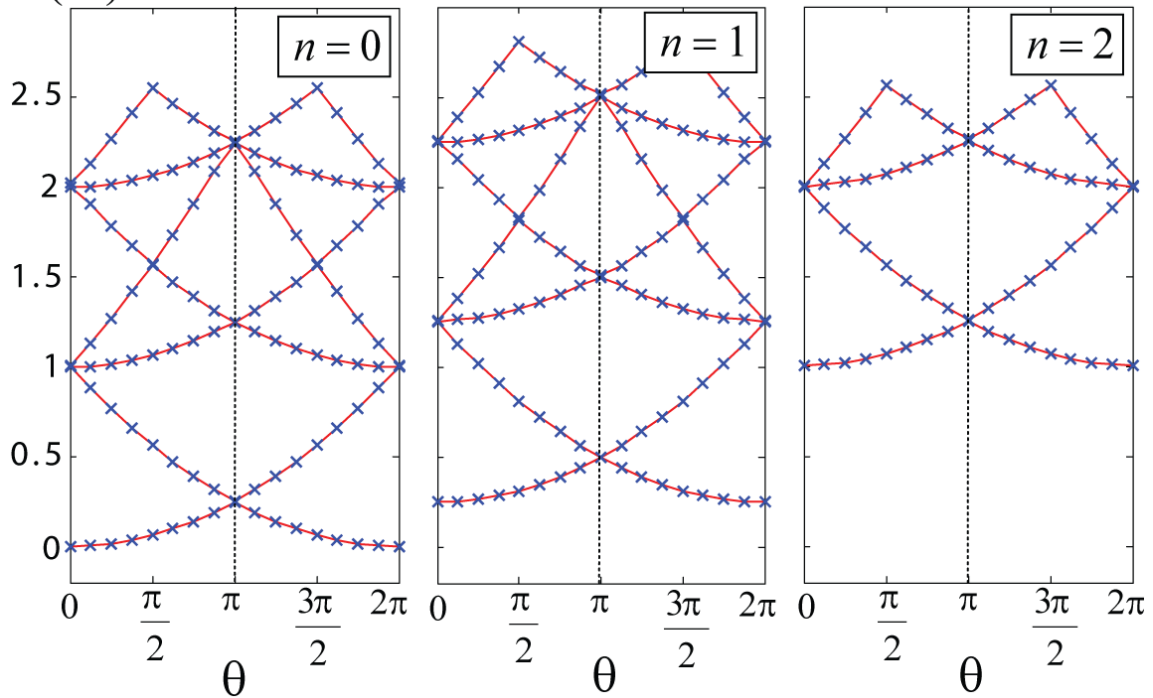 n = 0
n = 1
n = 2
2.5
2
1.5
1
0.5
0
0 π/2 π 3π/2 2π
0 π/2 π 3π/2 2π
0 π/2 π 3π/2 2π
θ
θ
θ